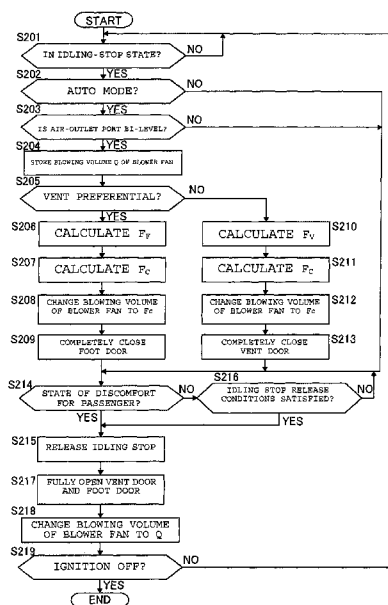 START
S201
IN IDLING-STOP STATE?
NO
YES
S202
AUTO MODE?
NO
YES
S203
IS AIR-OUTLET PORT BI-LEVEL?
NO
YES
S204
STORE BLOWING VOLUME Q OF BLOWER FAN
S205
VENT PREFERENTIAL?
NO
YES
S206
CALCULATE FF
S210
CALCULATE FV
S207
CALCULATE FC
S211
CALCULATE FC
S208
CHANGE BLOWING VOLUME
OF BLOWER FAN TO FC
S212
CHANGE BLOWING VOLUME
OF BLOWER FAN TO FC
S209
COMPLETELY CLOSE
FOOT DOOR
S213
COMPLETELY CLOSE
VENT DOOR
S214
STATE OF DISCOMFORT
FOR PASSENGER?
NO
YES
S216
IDLING STOP RELEASE
CONDITIONS SATISFIED?
NO
YES
S215
RELEASE IDLING STOP
S217
FULLY OPEN VENT DOOR
AND FOOT DOOR
S218
CHANGE BLOWING VOLUME
OF BLOWER FAN TO Q
S219
IGNITION OFF?
NO
YES
END